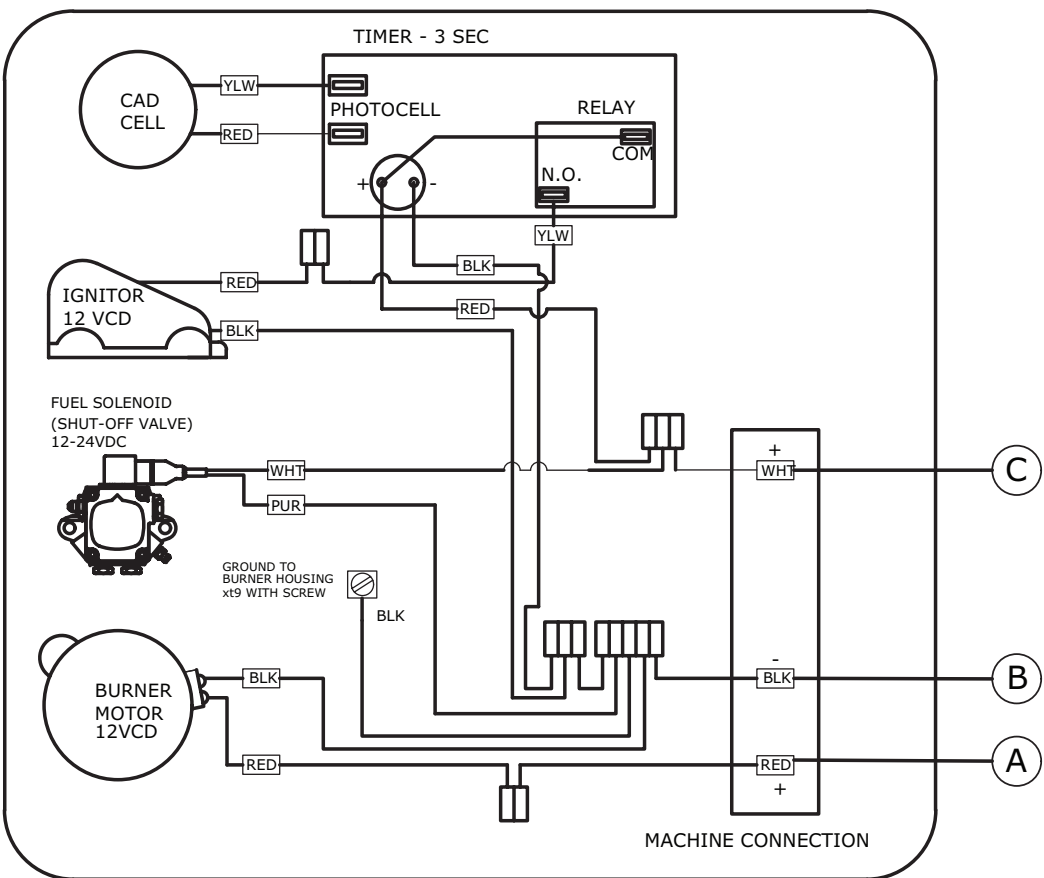 TIMER - 3 SEC
CAD
CELL
YLW
RED
PHOTOCELL
RELAY
COM
N.O.
+
-
YLW
IGNITOR
12 VCD
RED
BLK
BLK
RED
FUEL SOLENOID
(SHUT-OFF VALVE)
12-24VDC
WHT
PUR
+
WHT
C
GROUND TO
BURNER HOUSING
xt9 WITH SCREW
BLK
BURNER
MOTOR
12VCD
BLK
RED
-
BLK
B
RED
+
A
MACHINE CONNECTION